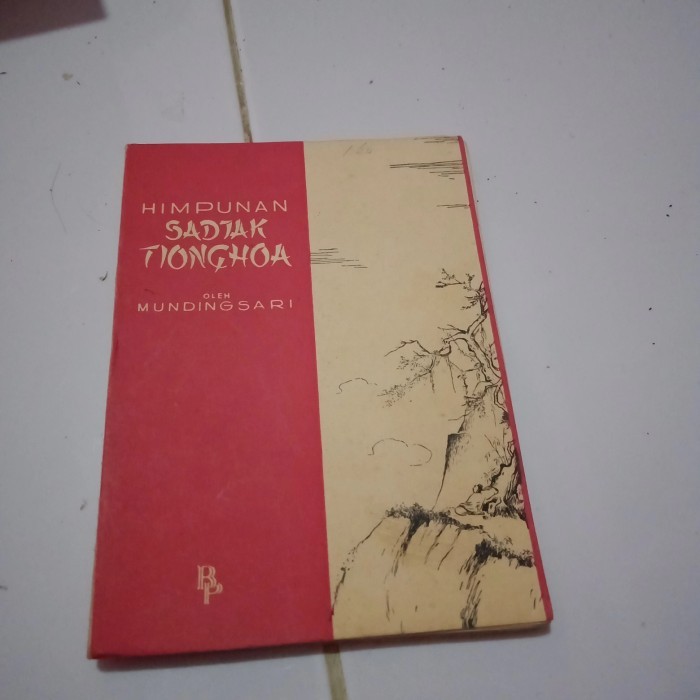 HIMPUNAN
SADJAK
TIONGHOA
OLEH
MUNDINGSARI
BP